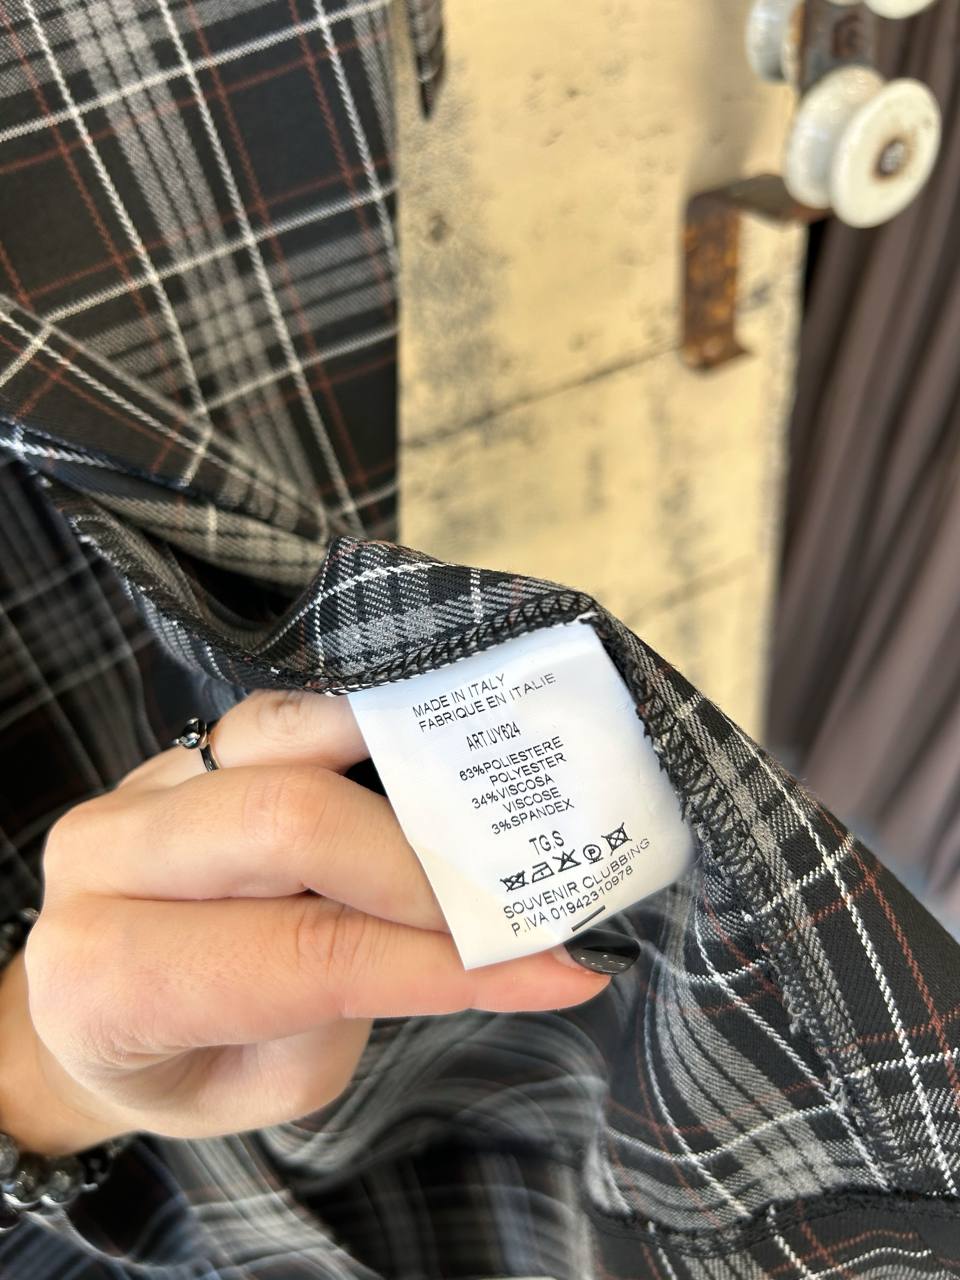 MADE IN ITALY
FABRIQUE EN ITALIE
ART.UY624
63%POLIESTERE
POLYESTER
34%VISCOSA
VISCOSE
3%SPANDEX
TG.S
P
SOUVENIR CLUBBING
P.IVA 01942310978